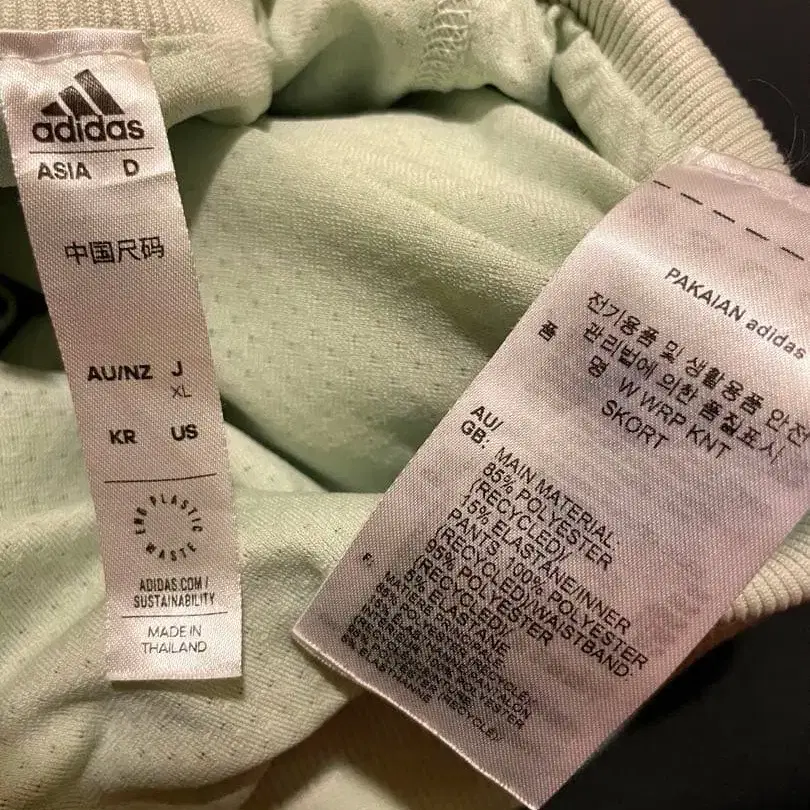 adidas
ASIA D
中国尺码
AU/NZ J
XL
KR US
END PLASTIC WASTE
ADIDAS.COM/
SUSTAINABILITY
MADE IN
THAILAND
PAKAIAN adidas
전기용품 및 생활용품 안전
관리법에 의한 품질표시
품 명 W WRP KNT
SKORT
AU/
GB: MAIN MATERIAL
85% POLYESTER
(RECYCLED)/
15% ELASTANE/INNER
PANTS 100% POLYESTER
(RECYCLED)/WAISTBAND:
95% POLYESTER
(RECYCLED)/
5% ELASTANE
MATIÈRE PRINCIPALE